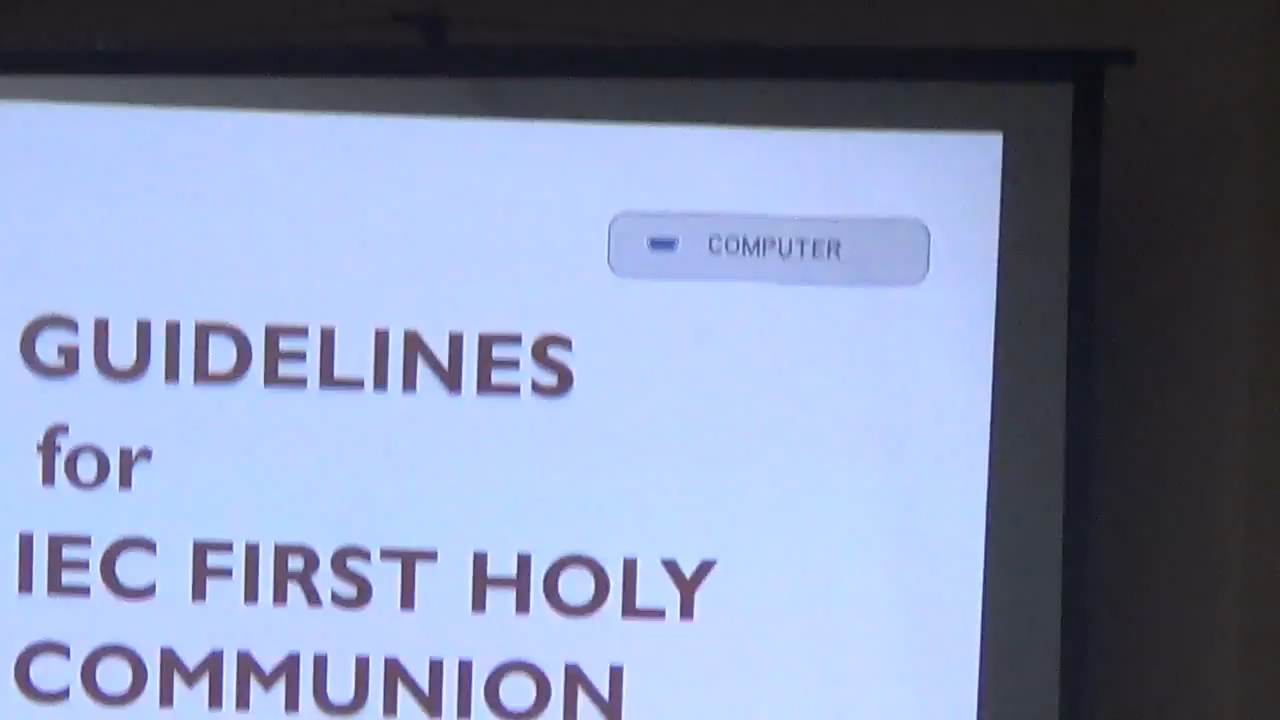 COMPUTER
GUIDELINES
for
IEC FIRST HOLY
COMMUNION